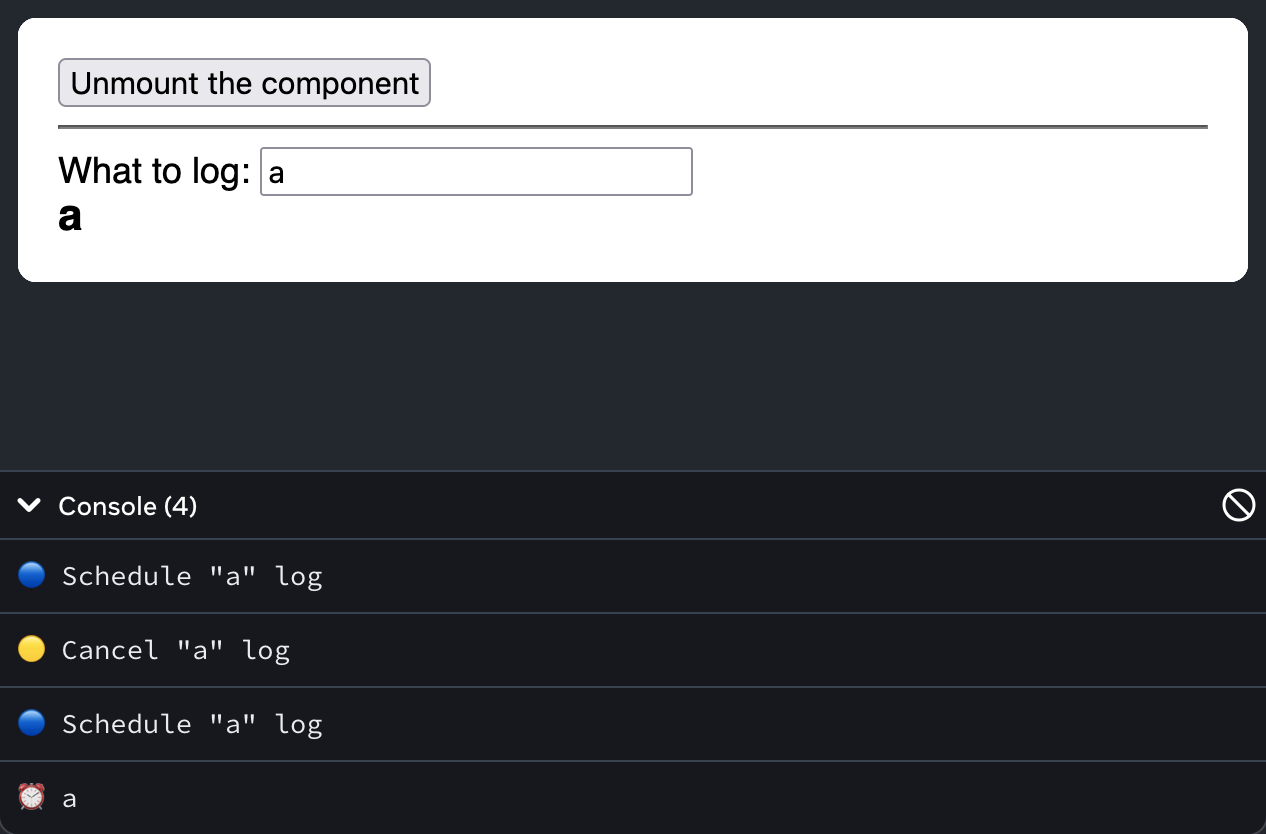 Unmount the component
What to log: a
a
Console (4)
🔵 Schedule "a" log
🟡 Cancel "a" log
🔵 Schedule "a" log
⏰ a